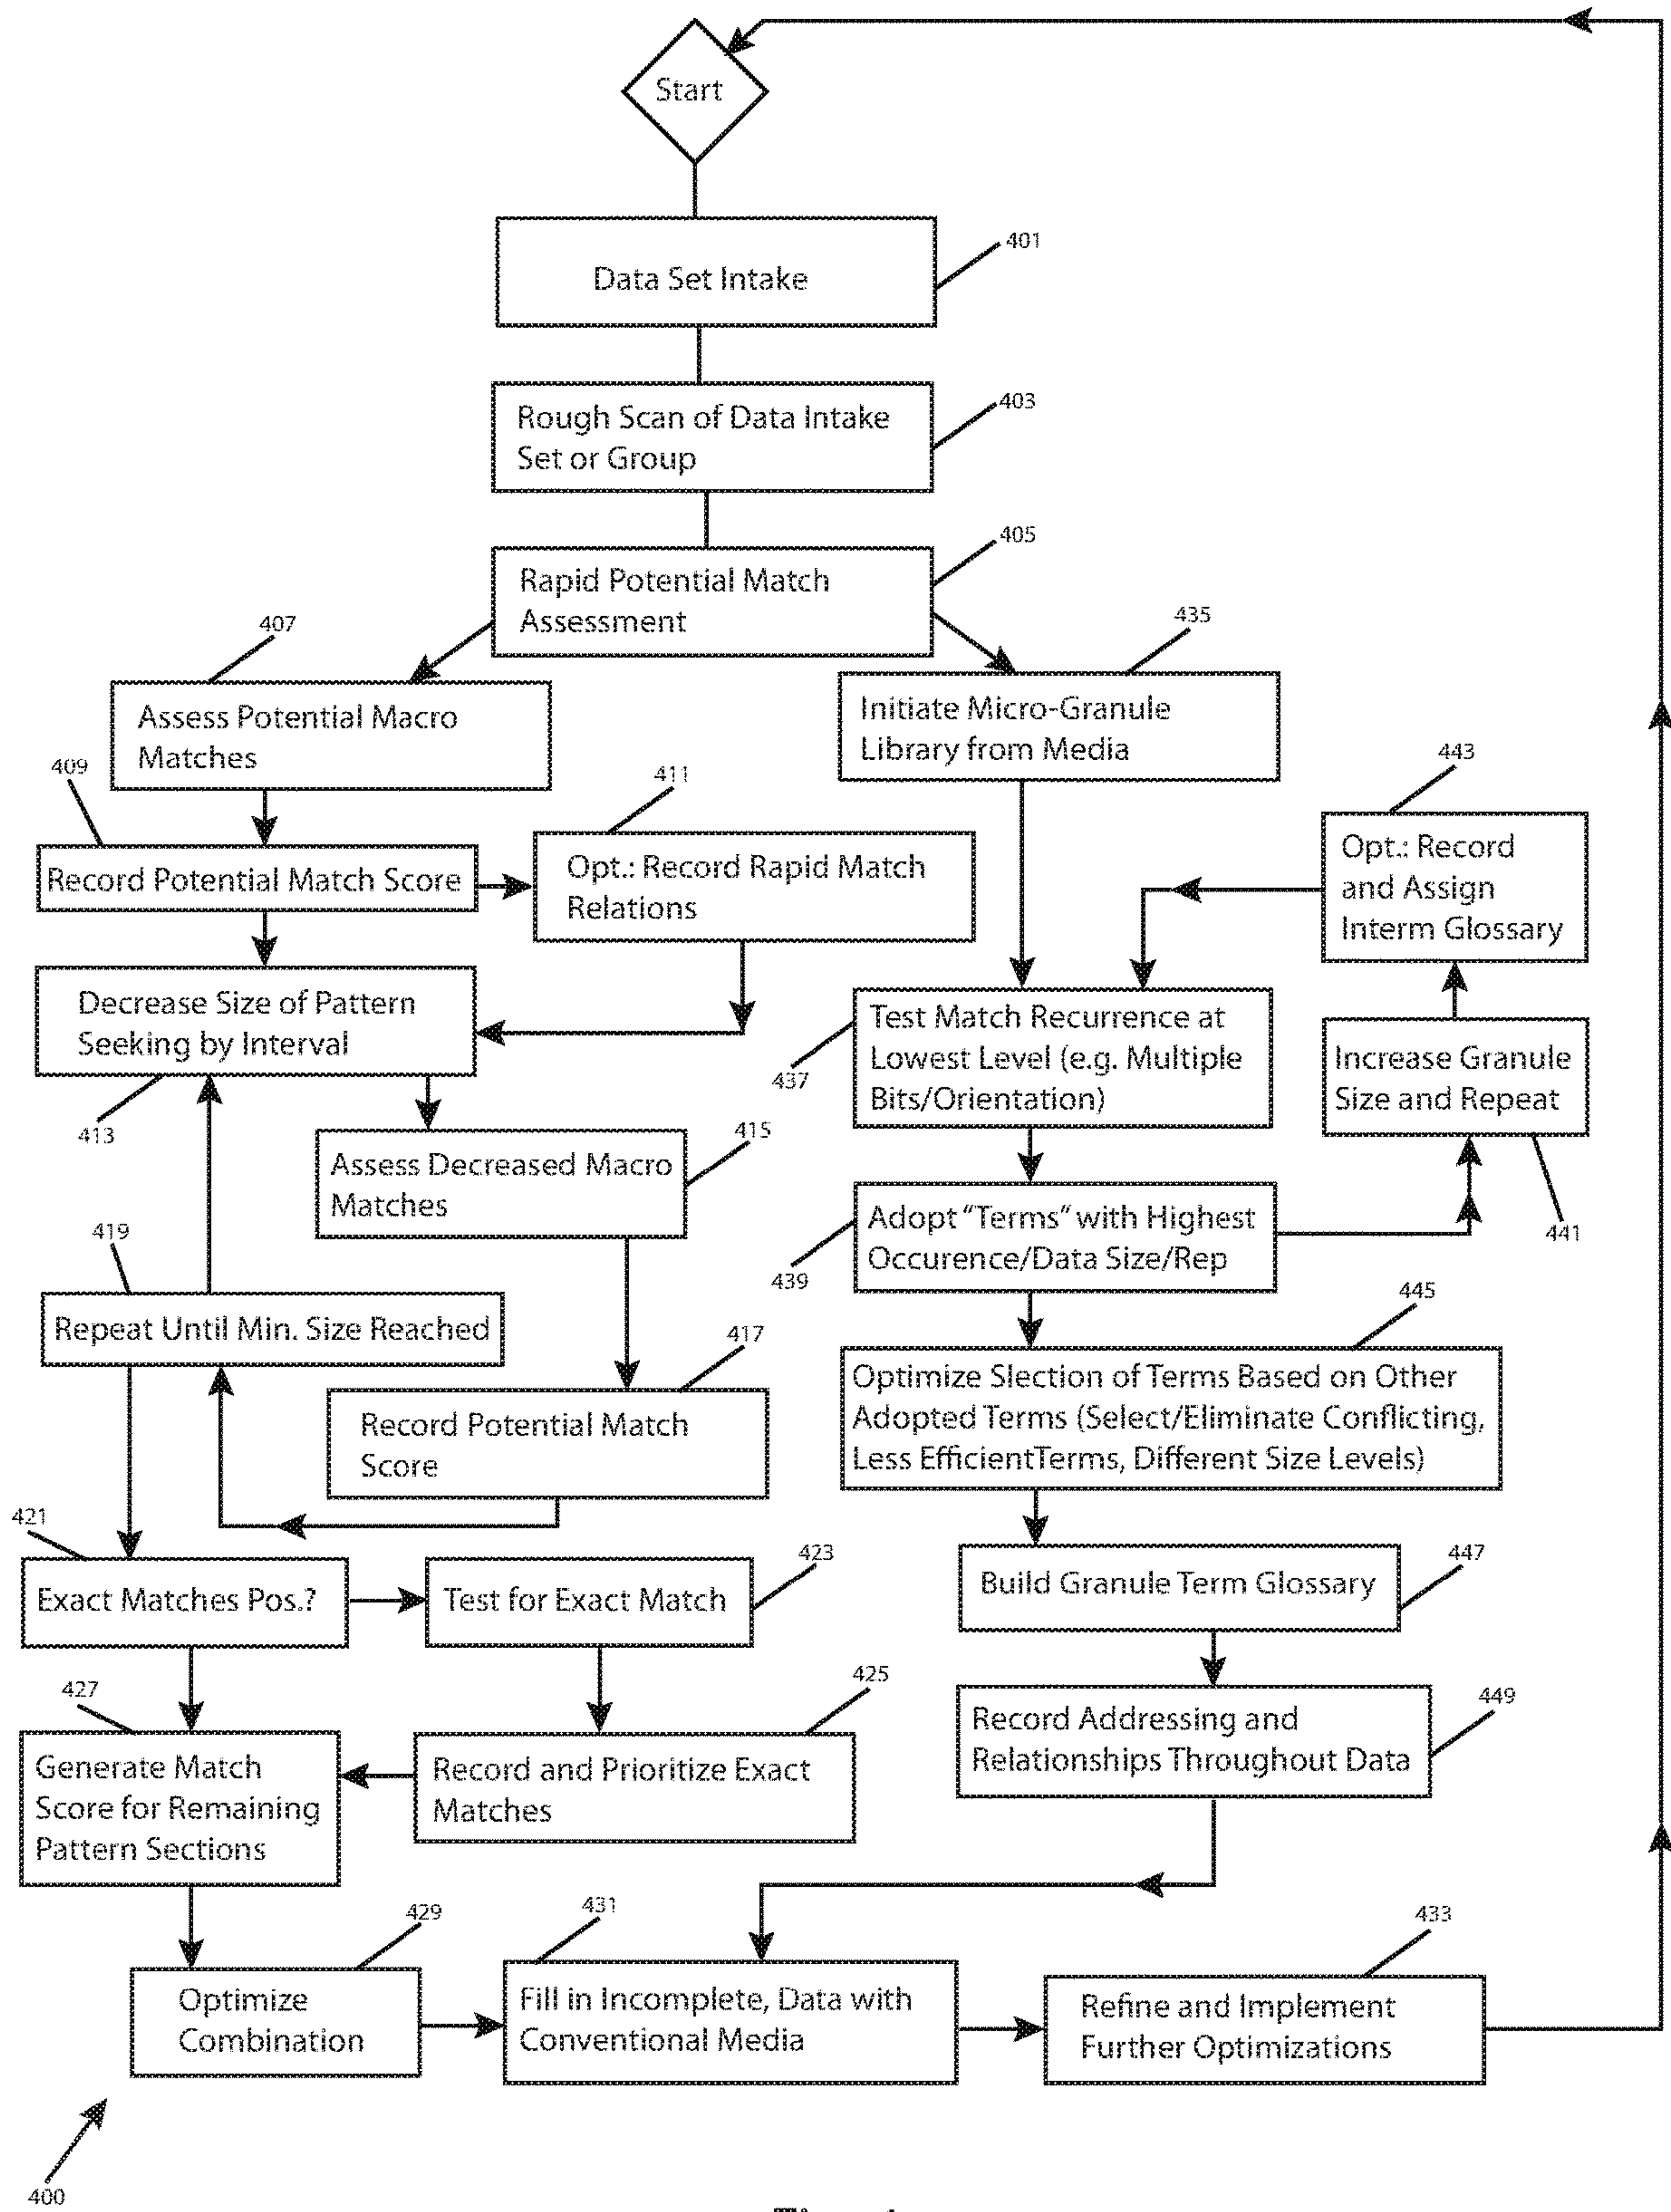 Start
Data Set Intake
401
Rough Scan of Data Intake
Set or Group
403
Rapid Potential Match
Assessment
405
407
Assess Potential Macro
Matches
435
Initiate Micro-Granule
Library from Media
409
Record Potential Match Score
411
Opt.: Record Rapid Match
Relations
443
Opt.: Record
and Assign
Interm Glossary
Decrease Size of Pattern
Seeking by Interval
413
Test Match Recurrence at
Lowest Level (e.g. Multiple
Bits/Orientation)
437
Increase Granule
Size and Repeat
441
415
Assess Decreased Macro
Matches
Adopt “Terms” with Highest
Occurence/Data Size/Rep
439
419
Repeat Until Min. Size Reached
417
Record Potential Match
Score
445
Optimize Slection of Terms Based on Other
Adopted Terms (Select/Eliminate Conflicting,
Less EfficientTerms, Different Size Levels)
421
Exact Matches Pos.?
423
Test for Exact Match
447
Build Granule Term Glossary
427
Generate Match
Score for Remaining
Pattern Sections
425
Record and Prioritize Exact
Matches
449
Record Addressing and
Relationships Throughout Data
429
Optimize
Combination
431
Fill in Incomplete, Data with
Conventional Media
433
Refine and Implement
Further Optimizations
400